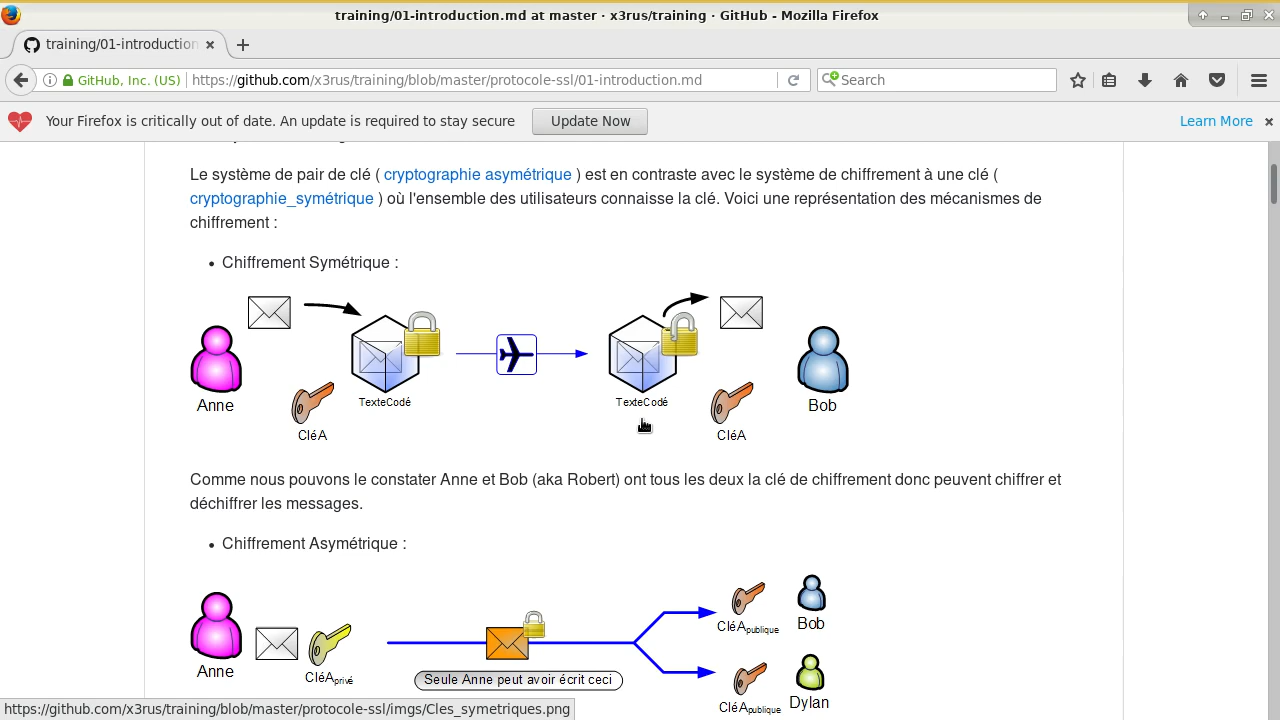 training/01-introduction.md at master · x3rus/training · GitHub - Mozilla Firefox
training/01-introduction
GitHub, Inc. (US)
https://github.com/x3rus/training/blob/master/protocole-ssl/01-introduction.md
Search
Your Firefox is critically out of date. An update is required to stay secure
Update Now
Learn More
Le système de pair de clé ( cryptographie asymétrique ) est en contraste avec le système de chiffrement à une clé (
cryptographie_symétrique ) où l'ensemble des utilisateurs connaisse la clé. Voici une représentation des mécanismes de
chiffrement :
• Chiffrement Symétrique :
TexteCodé
TexteCodé
Anne
Bob
CléA
CléA
Comme nous pouvons le constater Anne et Bob (aka Robert) ont tous les deux la clé de chiffrement donc peuvent chiffrer et
déchiffrer les messages.
• Chiffrement Asymétrique :
CléApublique
Bob
Anne
CléAprivé
Seule Anne peut avoir écrit ceci
CléApublique
Dylan
https://github.com/x3rus/training/blob/master/protocole-ssl/imgs/Cles_symetriques.png